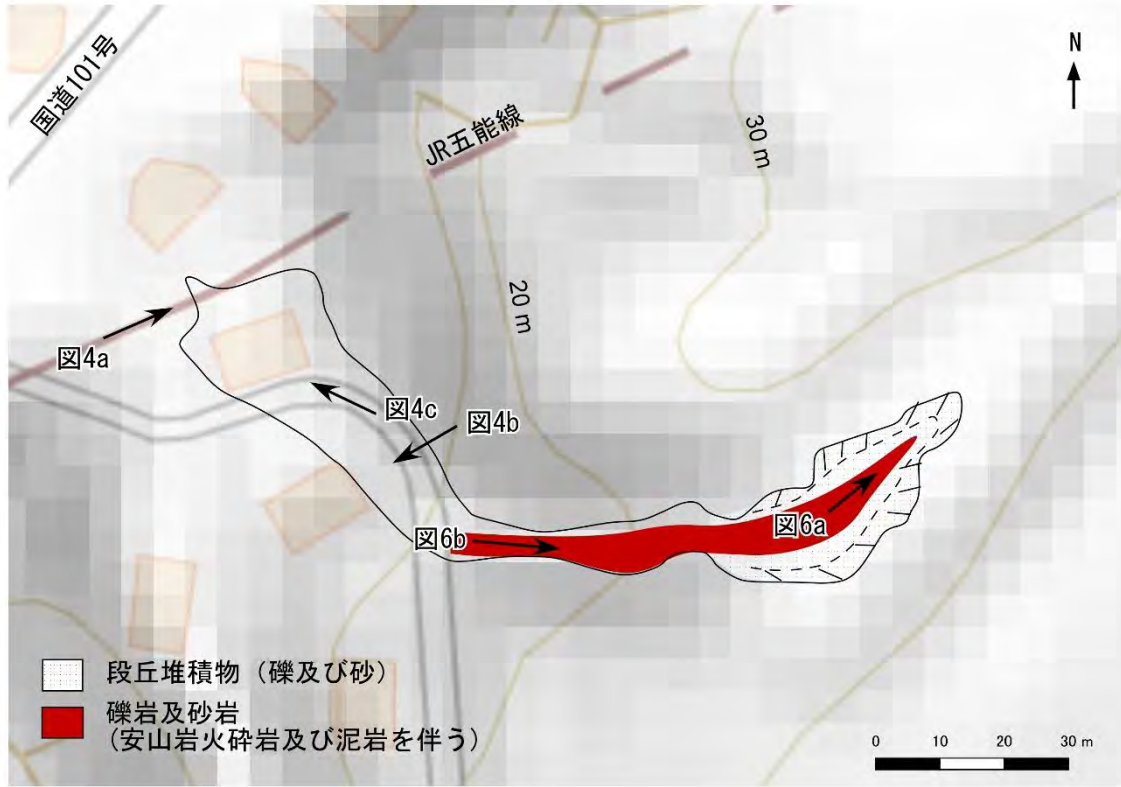 国道101号
N
JR五能線
30 m
20 m
図4a
図4c
図4b
図6b
図6a
段丘堆積物（礫及び砂）
礫岩及砂岩
（安山岩火砕岩及び泥岩を伴う）
0 10 20 30 m